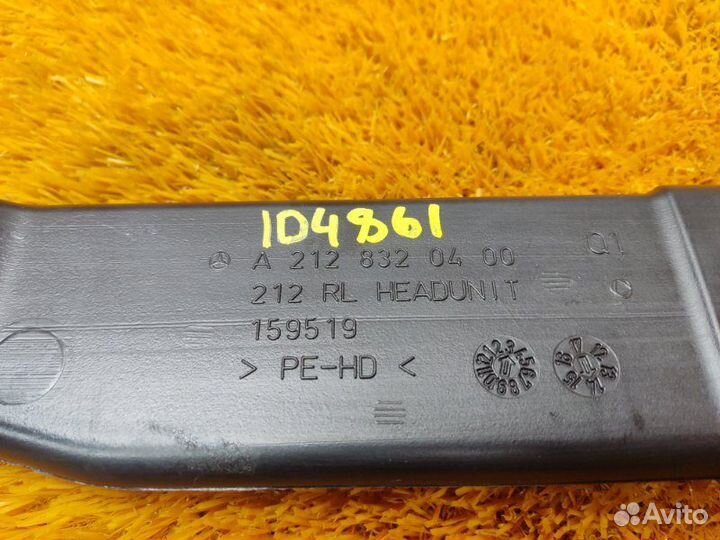 ID4861
A 212 832 04 00
Q1
212 RL HEADUNIT
159519
> PE-HD <
Avito